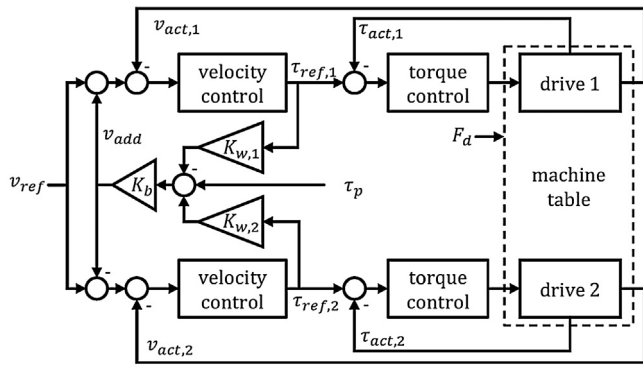 v_act,1
τ_act,1
velocity control
τ_ref,1
-
-
torque control
drive 1
v_add
K_w,1
F_d
-
v_ref
K_b
τ_p
machine table
K_w,2
-
velocity control
τ_ref,2
-
-
torque control
drive 2
v_act,2
τ_act,2